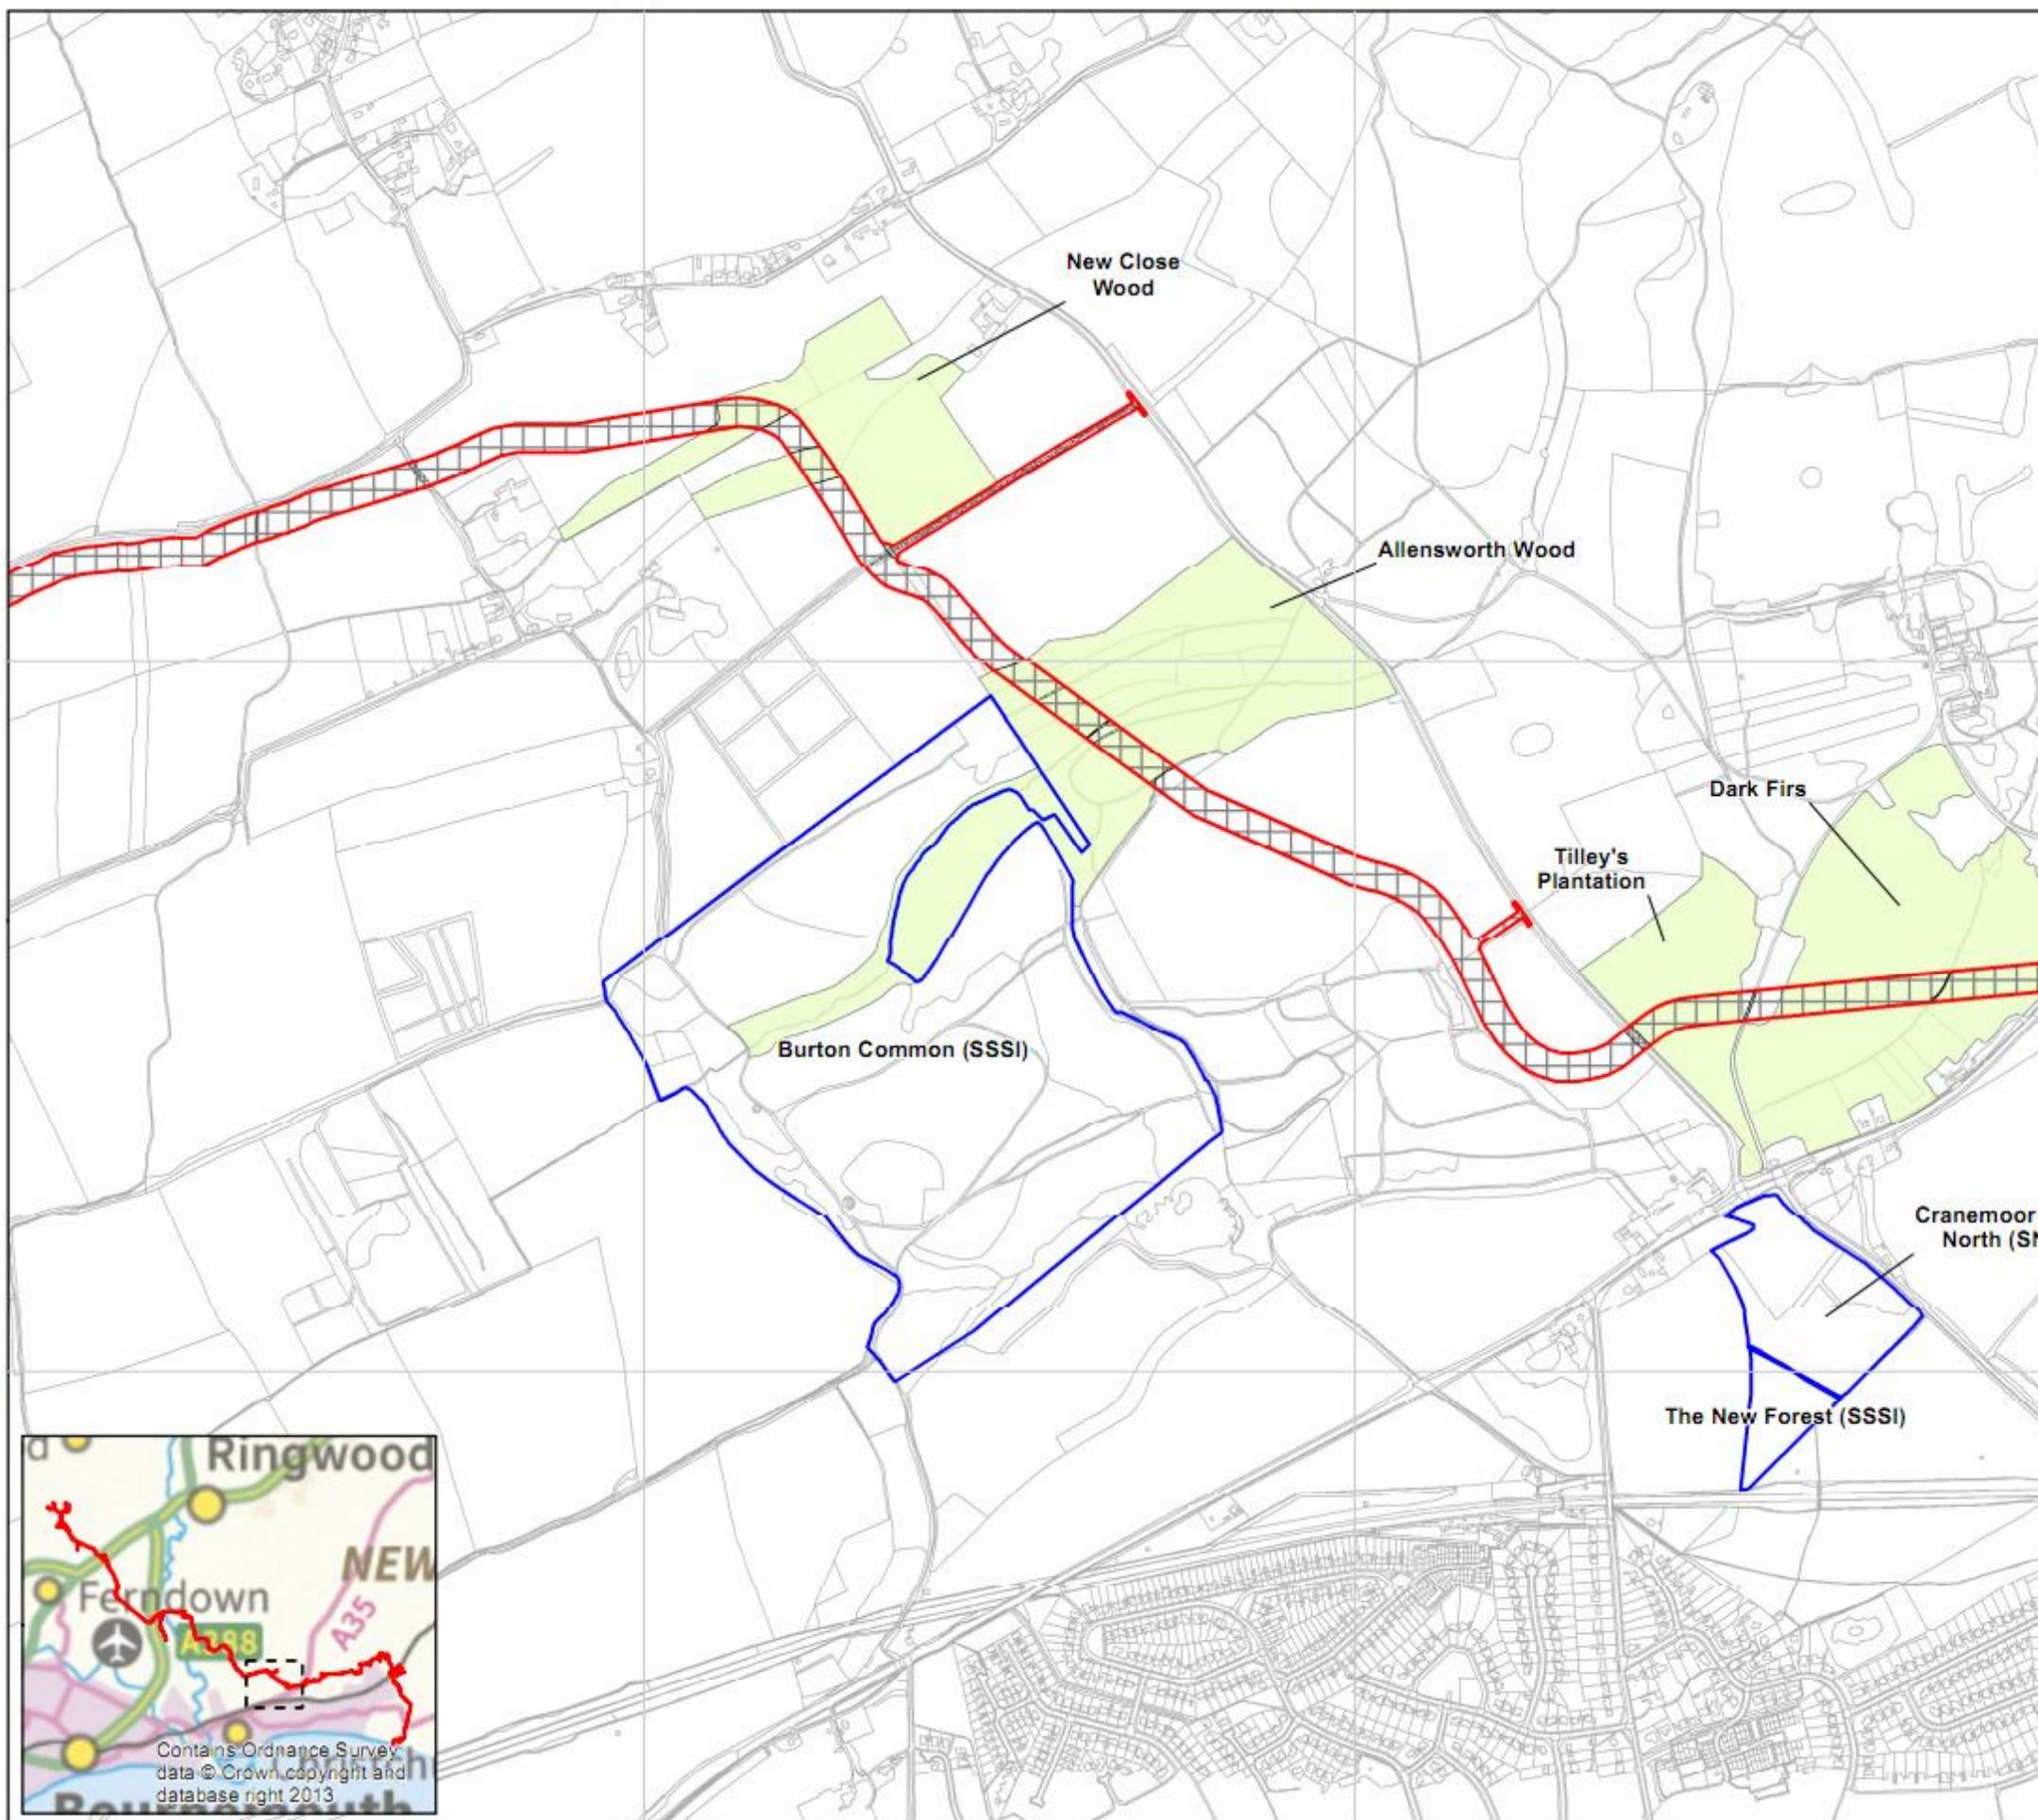 New Close
Wood
Allensworth Wood
Dark Firs
Tilley's
Plantation
Burton Common (SSSI)
Cranemoor
North
The New Forest (SSSI)
Ringwood
NEW
Ferndown
A35
Contains Ordnance Survey
data © Crown copyright and
database right 2013